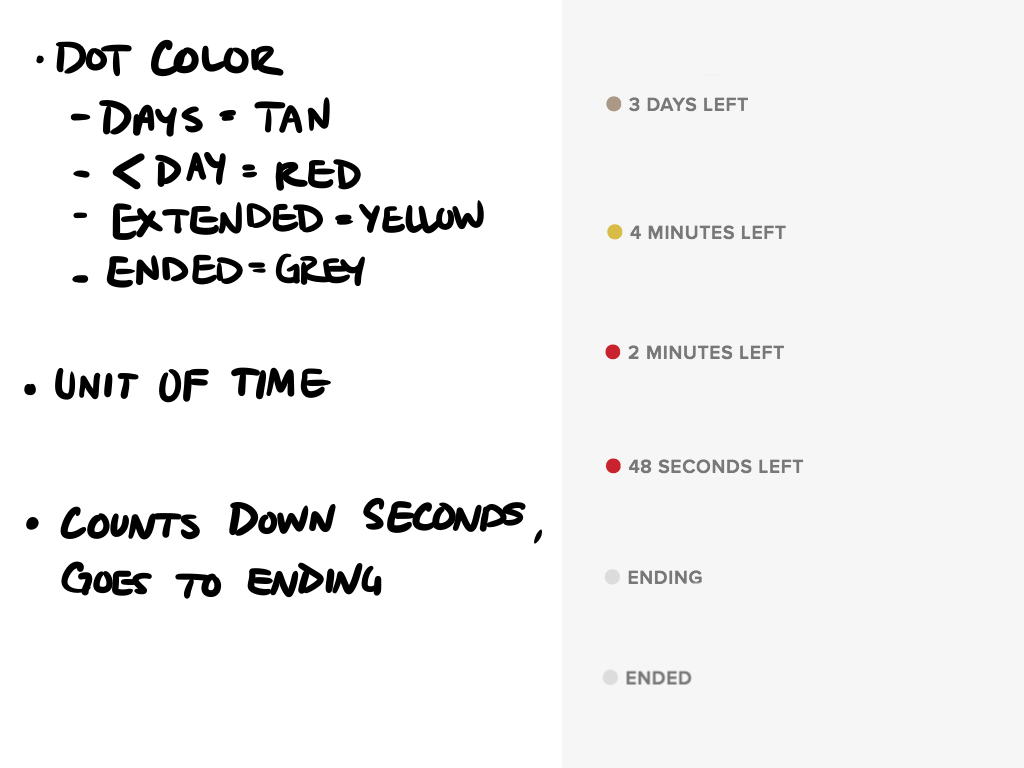 • DOT COLOR
- DAYS = TAN
- < DAY = RED
- EXTENDED = YELLOW
- ENDED = GREY
• UNIT OF TIME
• COUNTS DOWN SECONDS,
GOES TO ENDING
3 DAYS LEFT
4 MINUTES LEFT
2 MINUTES LEFT
48 SECONDS LEFT
ENDING
ENDED